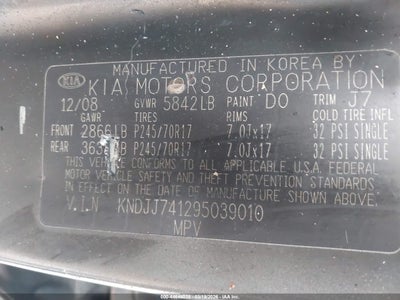 MANUFACTURED IN KOREA BY
KIA KIA MOTORS CORPORATION
12/08 GVWR 5842LB PAINT D0 TRIM J7
GAWR TIRES RIMS COLD TIRE INFL
FRONT 2866LB P245/70R17 7.0Jx17 32 PSI SINGLE
REAR P245/70R17 7.0Jx17 32 PSI SINGLE
THIS VEHICLE CONFORMS TO ALL APPLICABLE U.S.A. FEDERAL
MOTOR VEHICLE SAFETY AND THEFT PREVENTION STANDARDS
IN EFFECT ON THE DATE OF MANUFACTURE SHOWN ABOVE.
V.I.N KNDJJ741295039010
MPV